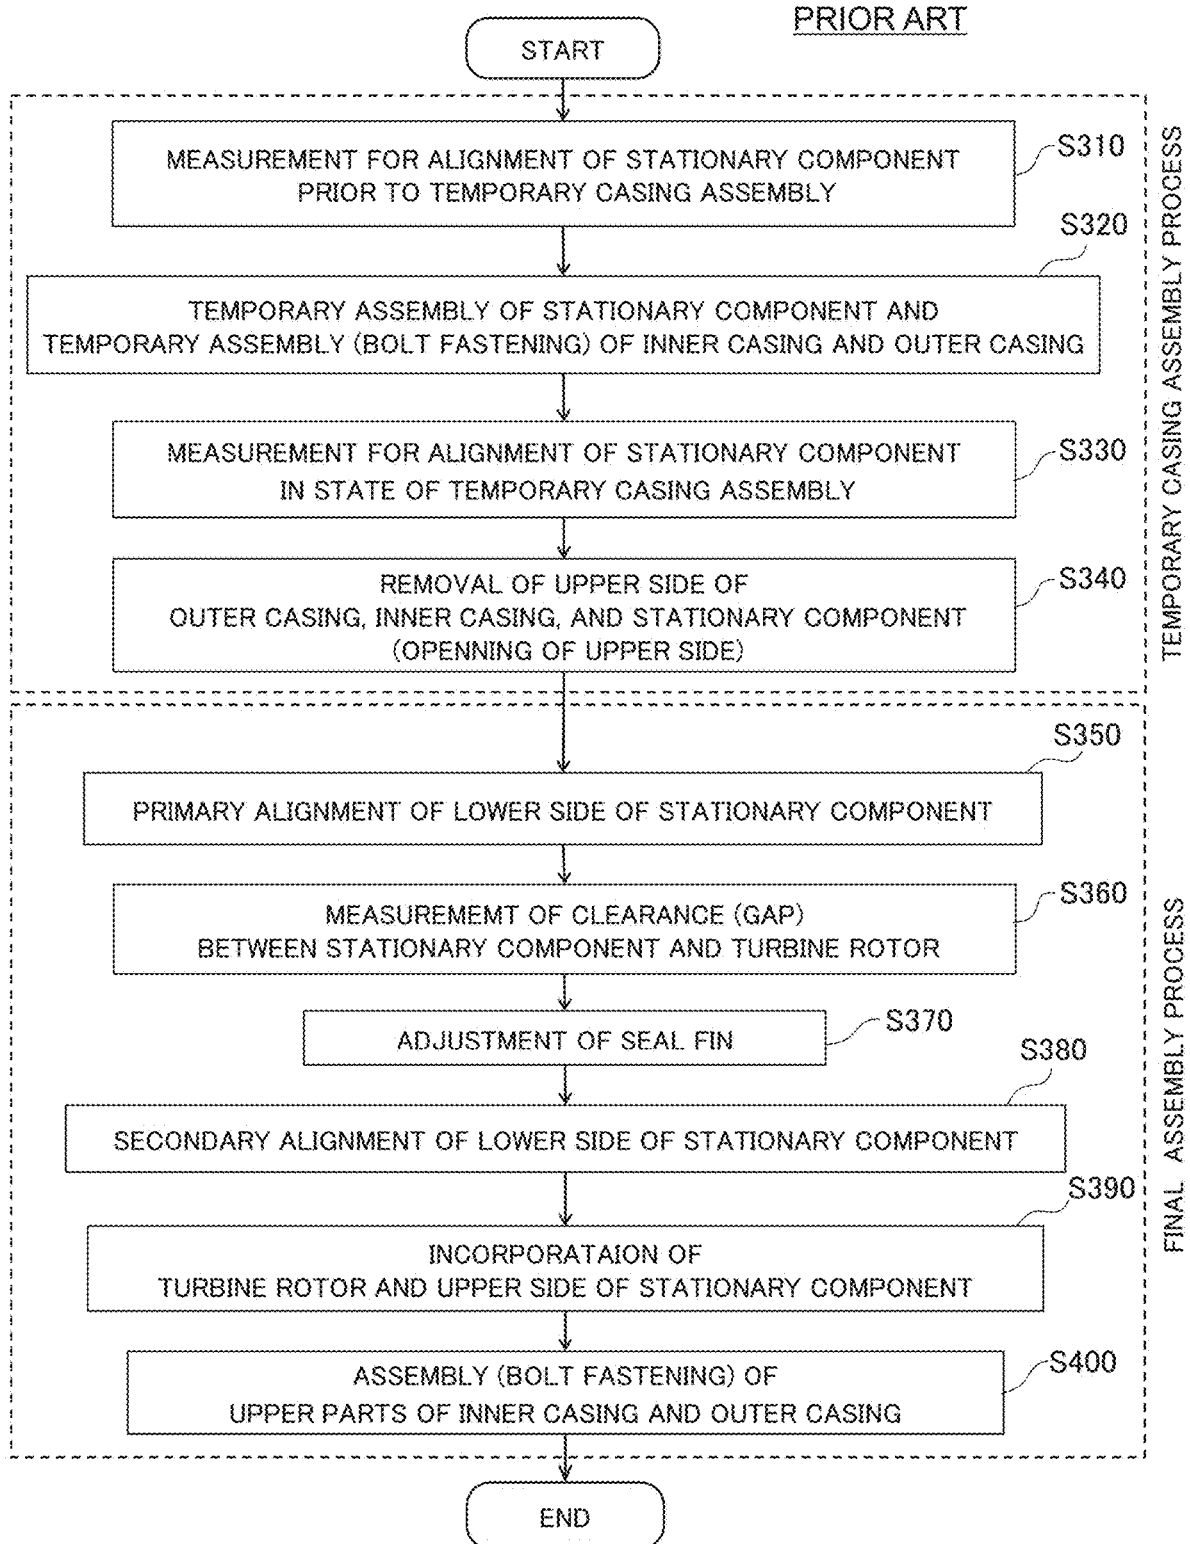 PRIOR ART
START
MEASUREMENT FOR ALIGNMENT OF STATIONARY COMPONENT
PRIOR TO TEMPORARY CASING ASSEMBLY
S310
S320
TEMPORARY ASSEMBLY OF STATIONARY COMPONENT AND
TEMPORARY ASSEMBLY (BOLT FASTENING) OF INNER CASING AND OUTER CASING
MEASUREMENT FOR ALIGNMENT OF STATIONARY COMPONENT
IN STATE OF TEMPORARY CASING ASSEMBLY
S330
REMOVAL OF UPPER SIDE OF
OUTER CASING, INNER CASING, AND STATIONARY COMPONENT
(OPENNING OF UPPER SIDE)
S340
TEMPORARY CASING ASSEMBLY PROCESS
S350
PRIMARY ALIGNMENT OF LOWER SIDE OF STATIONARY COMPONENT
MEASUREMEMT OF CLEARANCE (GAP)
BETWEEN STATIONARY COMPONENT AND TURBINE ROTOR
S360
ADJUSTMENT OF SEAL FIN
S370
S380
SECONDARY ALIGNMENT OF LOWER SIDE OF STATIONARY COMPONENT
S390
INCORPORATAION OF
TURBINE ROTOR AND UPPER SIDE OF STATIONARY COMPONENT
ASSEMBLY (BOLT FASTENING) OF
UPPER PARTS OF INNER CASING AND OUTER CASING
S400
FINAL ASSEMBLY PROCESS
END